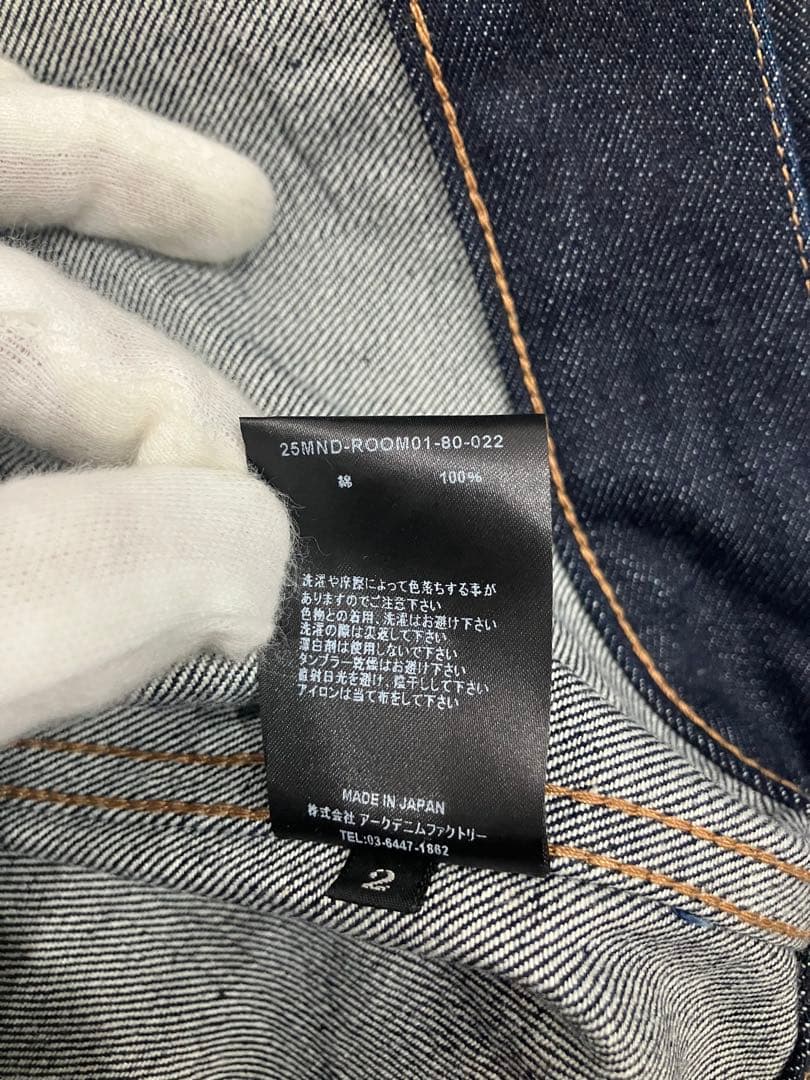 25MND-ROOM01-80-022
綿 100%
洗濯や摩擦によって色落ちする事が
ありますのでご注意下さい
色物との着用、洗濯はお避け下さい
洗濯の際は裏返して下さい
漂白剤は使用しないで下さい
タンブラー乾燥はお避け下さい
直射日光を避け、陰干しして下さい
アイロンは当て布をして下さい
MADE IN JAPAN
株式会社 アークデニムファクトリー
TEL:03-6447-1862
2